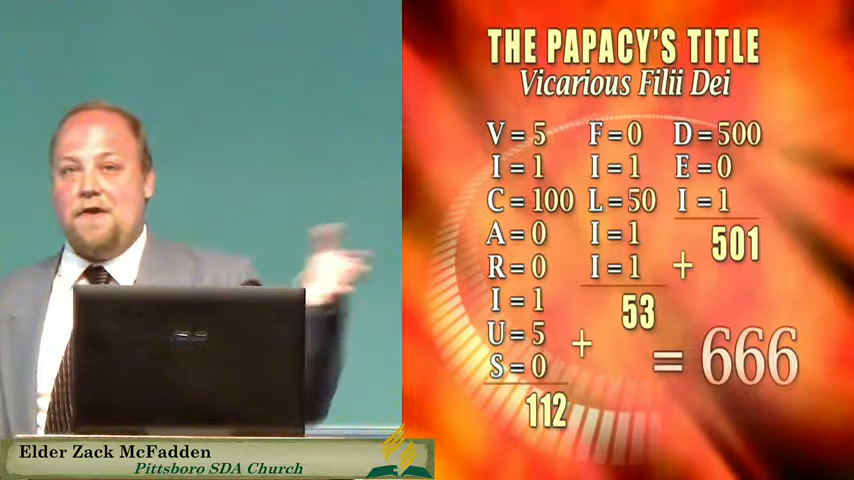 THE PAPACY'S TITLE
Vicarious Filii Dei
V = 5 F = 0 D = 500
I = 1 I = 1 E = 0
C = 100 L = 50 I = 1
A = 0 I = 1 + 501
R = 0 I = 1
I = 1 53
U = 5 +
S = 0 = 666
112
Elder Zack McFadden
Pittsboro SDA Church